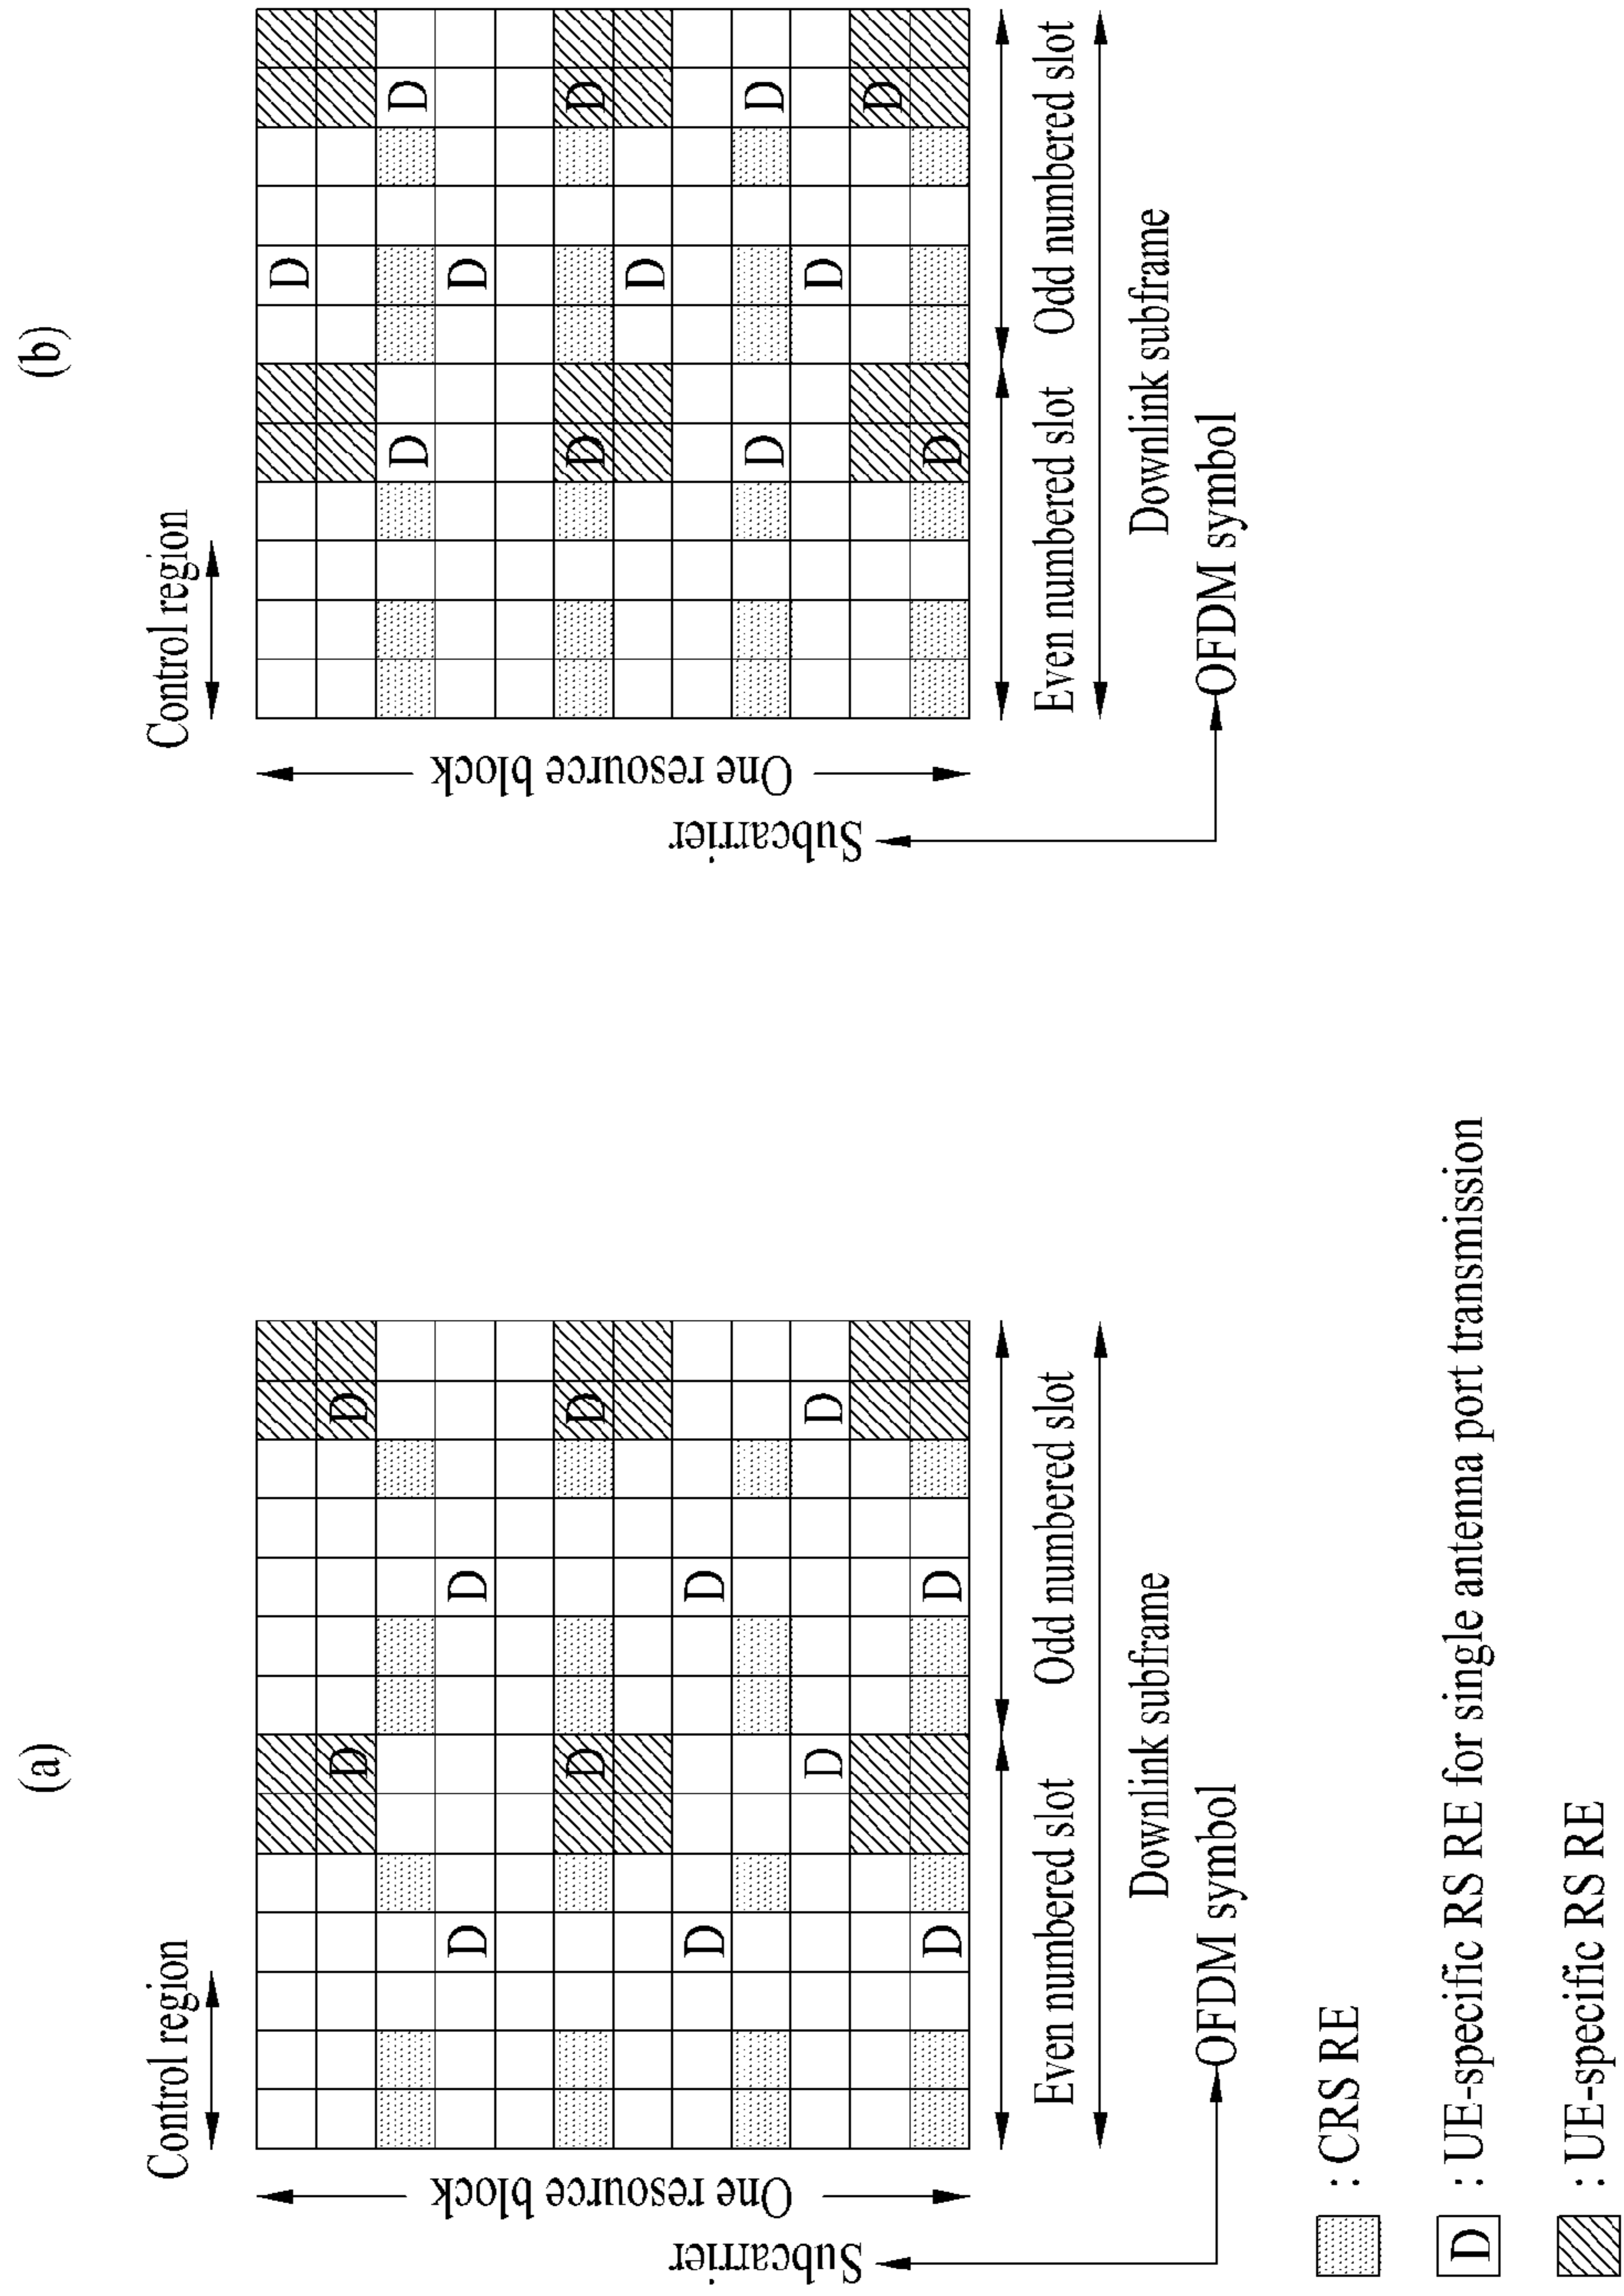 (a)
Control region
One resource block
Subcarrier
D D
D D
D D
D D
D D
D D
Even numbered slot
Odd numbered slot
Downlink subframe
OFDM symbol
(b)
Control region
One resource block
Subcarrier
D
D D
D
D D
D
D D
D
D
D
Even numbered slot
Odd numbered slot
Downlink subframe
OFDM symbol
: CRS RE
D : UE-specific RS RE for single antenna port transmission
: UE-specific RS RE